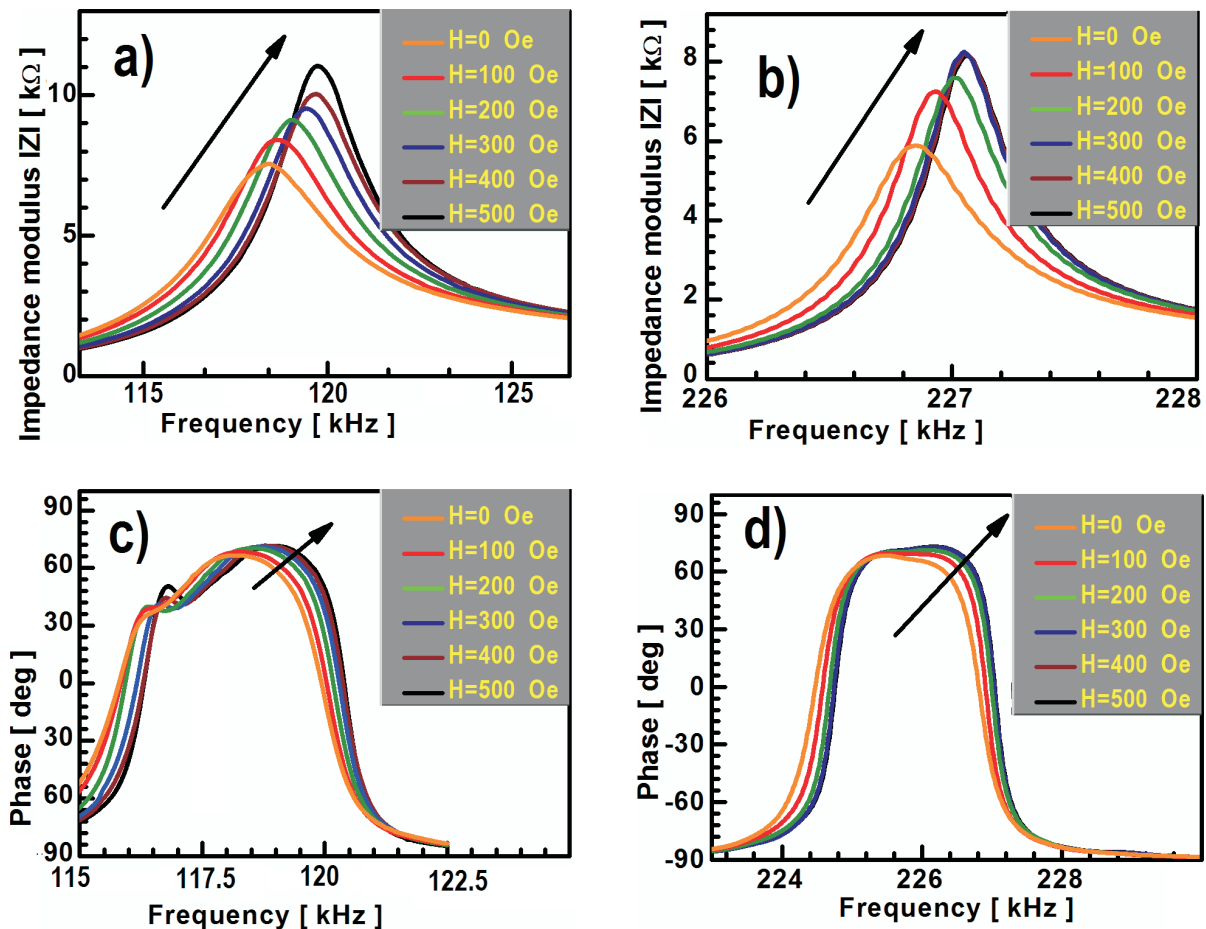 a)
Impedance modulus IZI [ kΩ ]
10
5
0
115
120
125
Frequency [ kHz ]
H=0 Oe
H=100 Oe
H=200 Oe
H=300 Oe
H=400 Oe
H=500 Oe
b)
Impedance modulus IZI [ kΩ ]
8
6
4
2
0
226
227
228
Frequency [ kHz ]
H=0 Oe
H=100 Oe
H=200 Oe
H=300 Oe
H=400 Oe
H=500 Oe
c)
Phase [ deg ]
90
60
30
0
30
60
-90
115
117.5
120
122.5
Frequency [ kHz ]
H=0 Oe
H=100 Oe
H=200 Oe
H=300 Oe
H=400 Oe
H=500 Oe
d)
Phase [ deg ]
90
60
30
0
-30
-60
-90
224
226
228
Frequency [ kHz ]
H=0 Oe
H=100 Oe
H=200 Oe
H=300 Oe
H=400 Oe
H=500 Oe